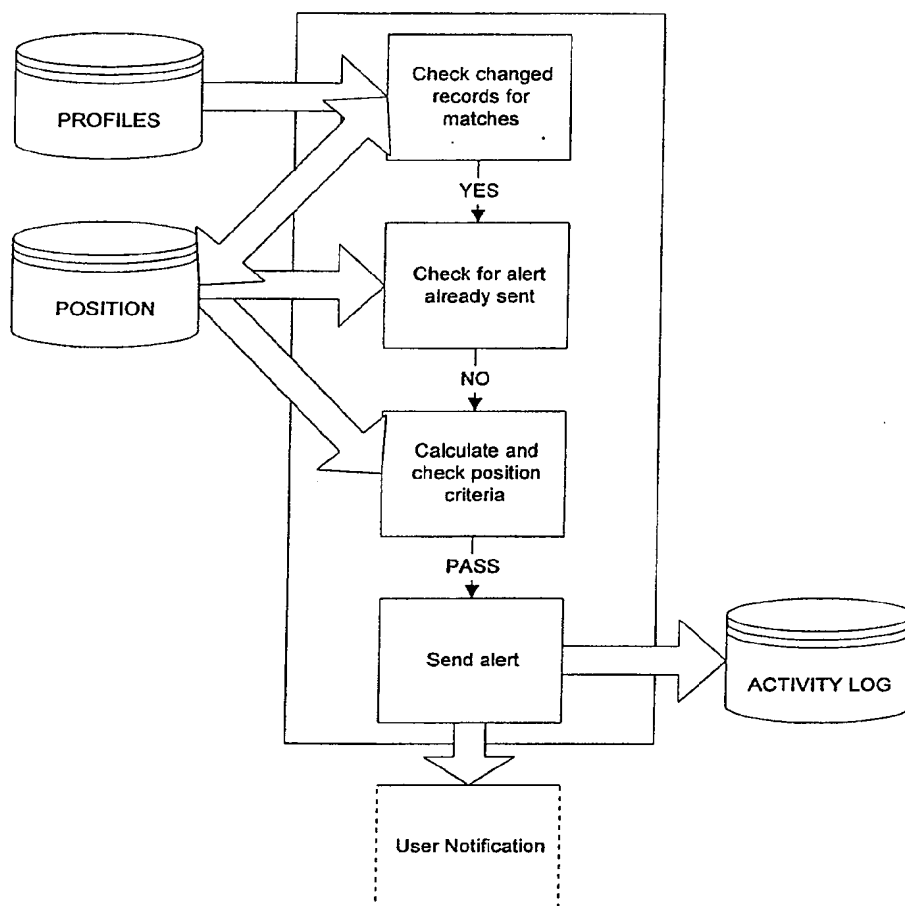 PROFILES
Check changed
records for
matches
YES
POSITION
Check for alert
already sent
NO
Calculate and
check position
criteria
PASS
Send alert
ACTIVITY LOG
User Notification